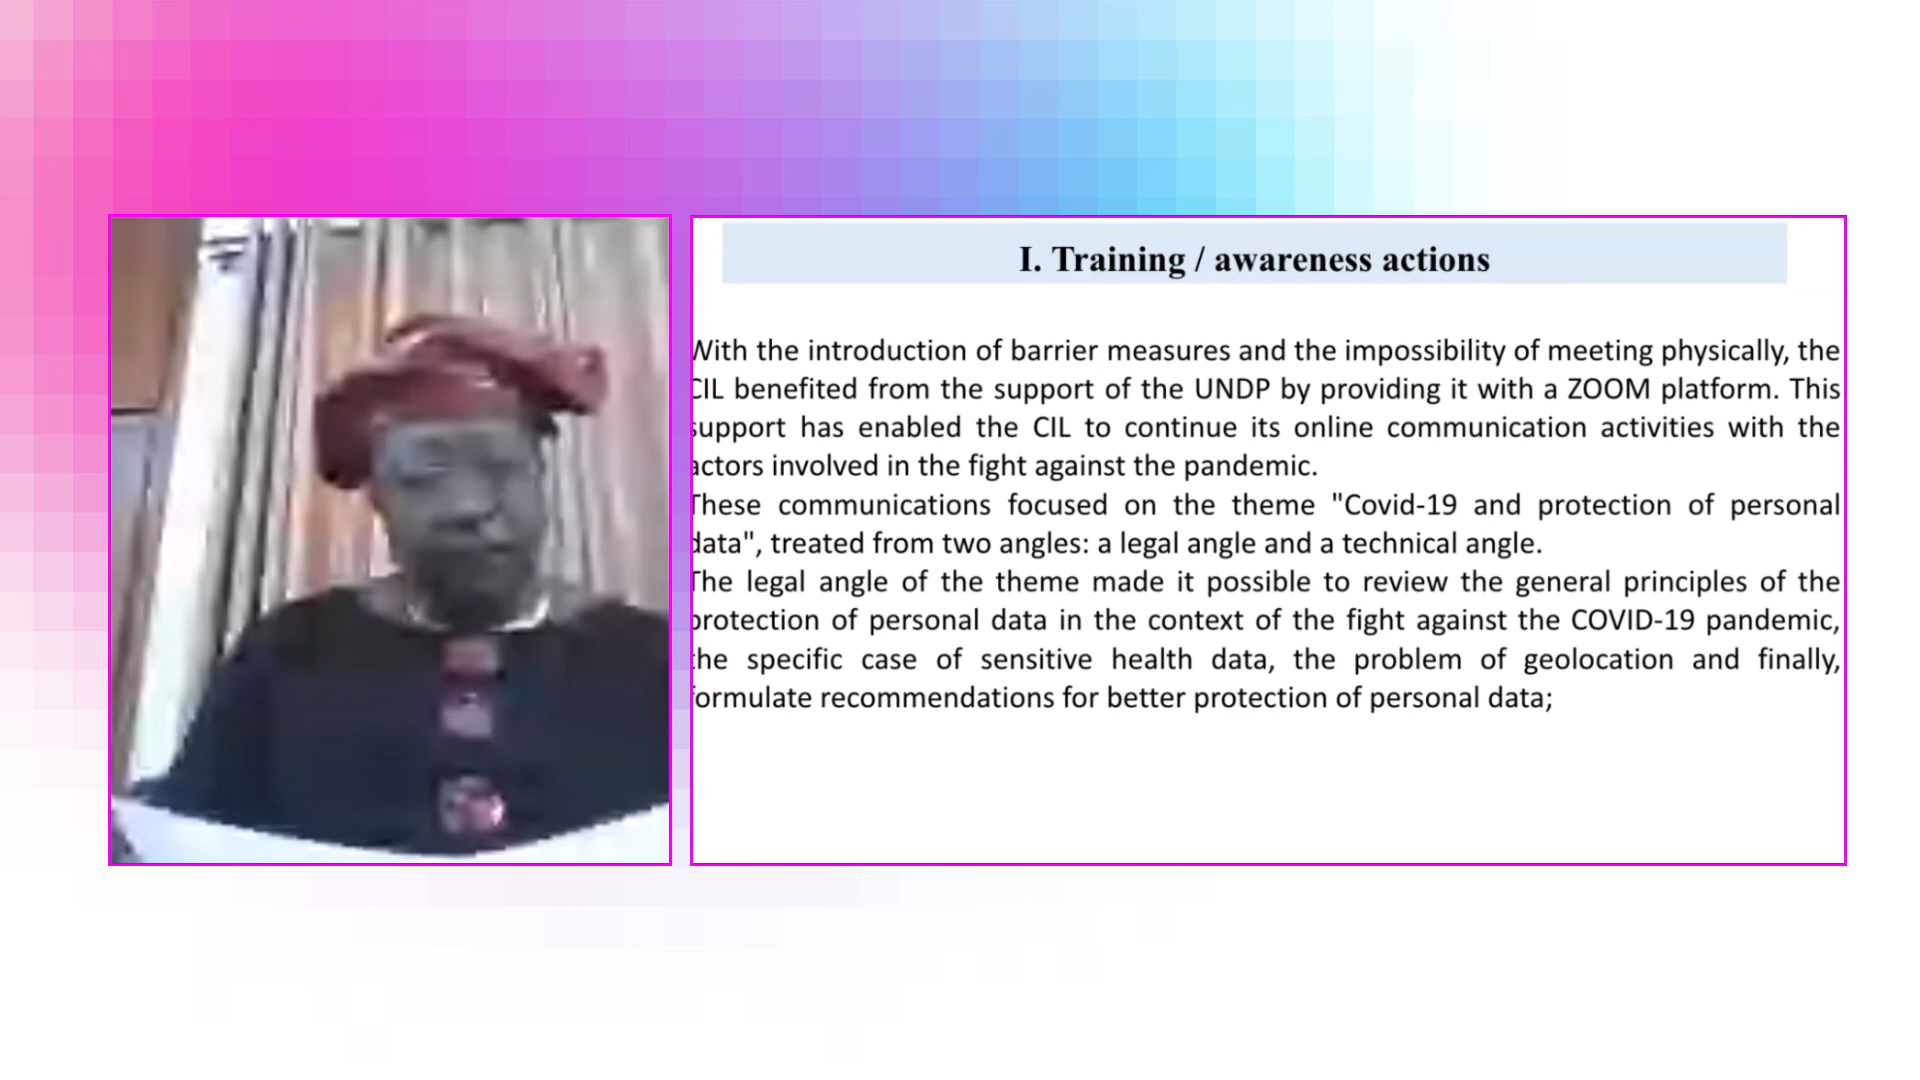 I. Training / awareness actions
With the introduction of barrier measures and the impossibility of meeting physically, the
CIL benefited from the support of the UNDP by providing it with a ZOOM platform. This
support has enabled the CIL to continue its online communication activities with the
actors involved in the fight against the pandemic.
These communications focused on the theme "Covid-19 and protection of personal
data", treated from two angles: a legal angle and a technical angle.
The legal angle of the theme made it possible to review the general principles of the
protection of personal data in the context of the fight against the COVID-19 pandemic,
the specific case of sensitive health data, the problem of geolocation and finally,
formulate recommendations for better protection of personal data;